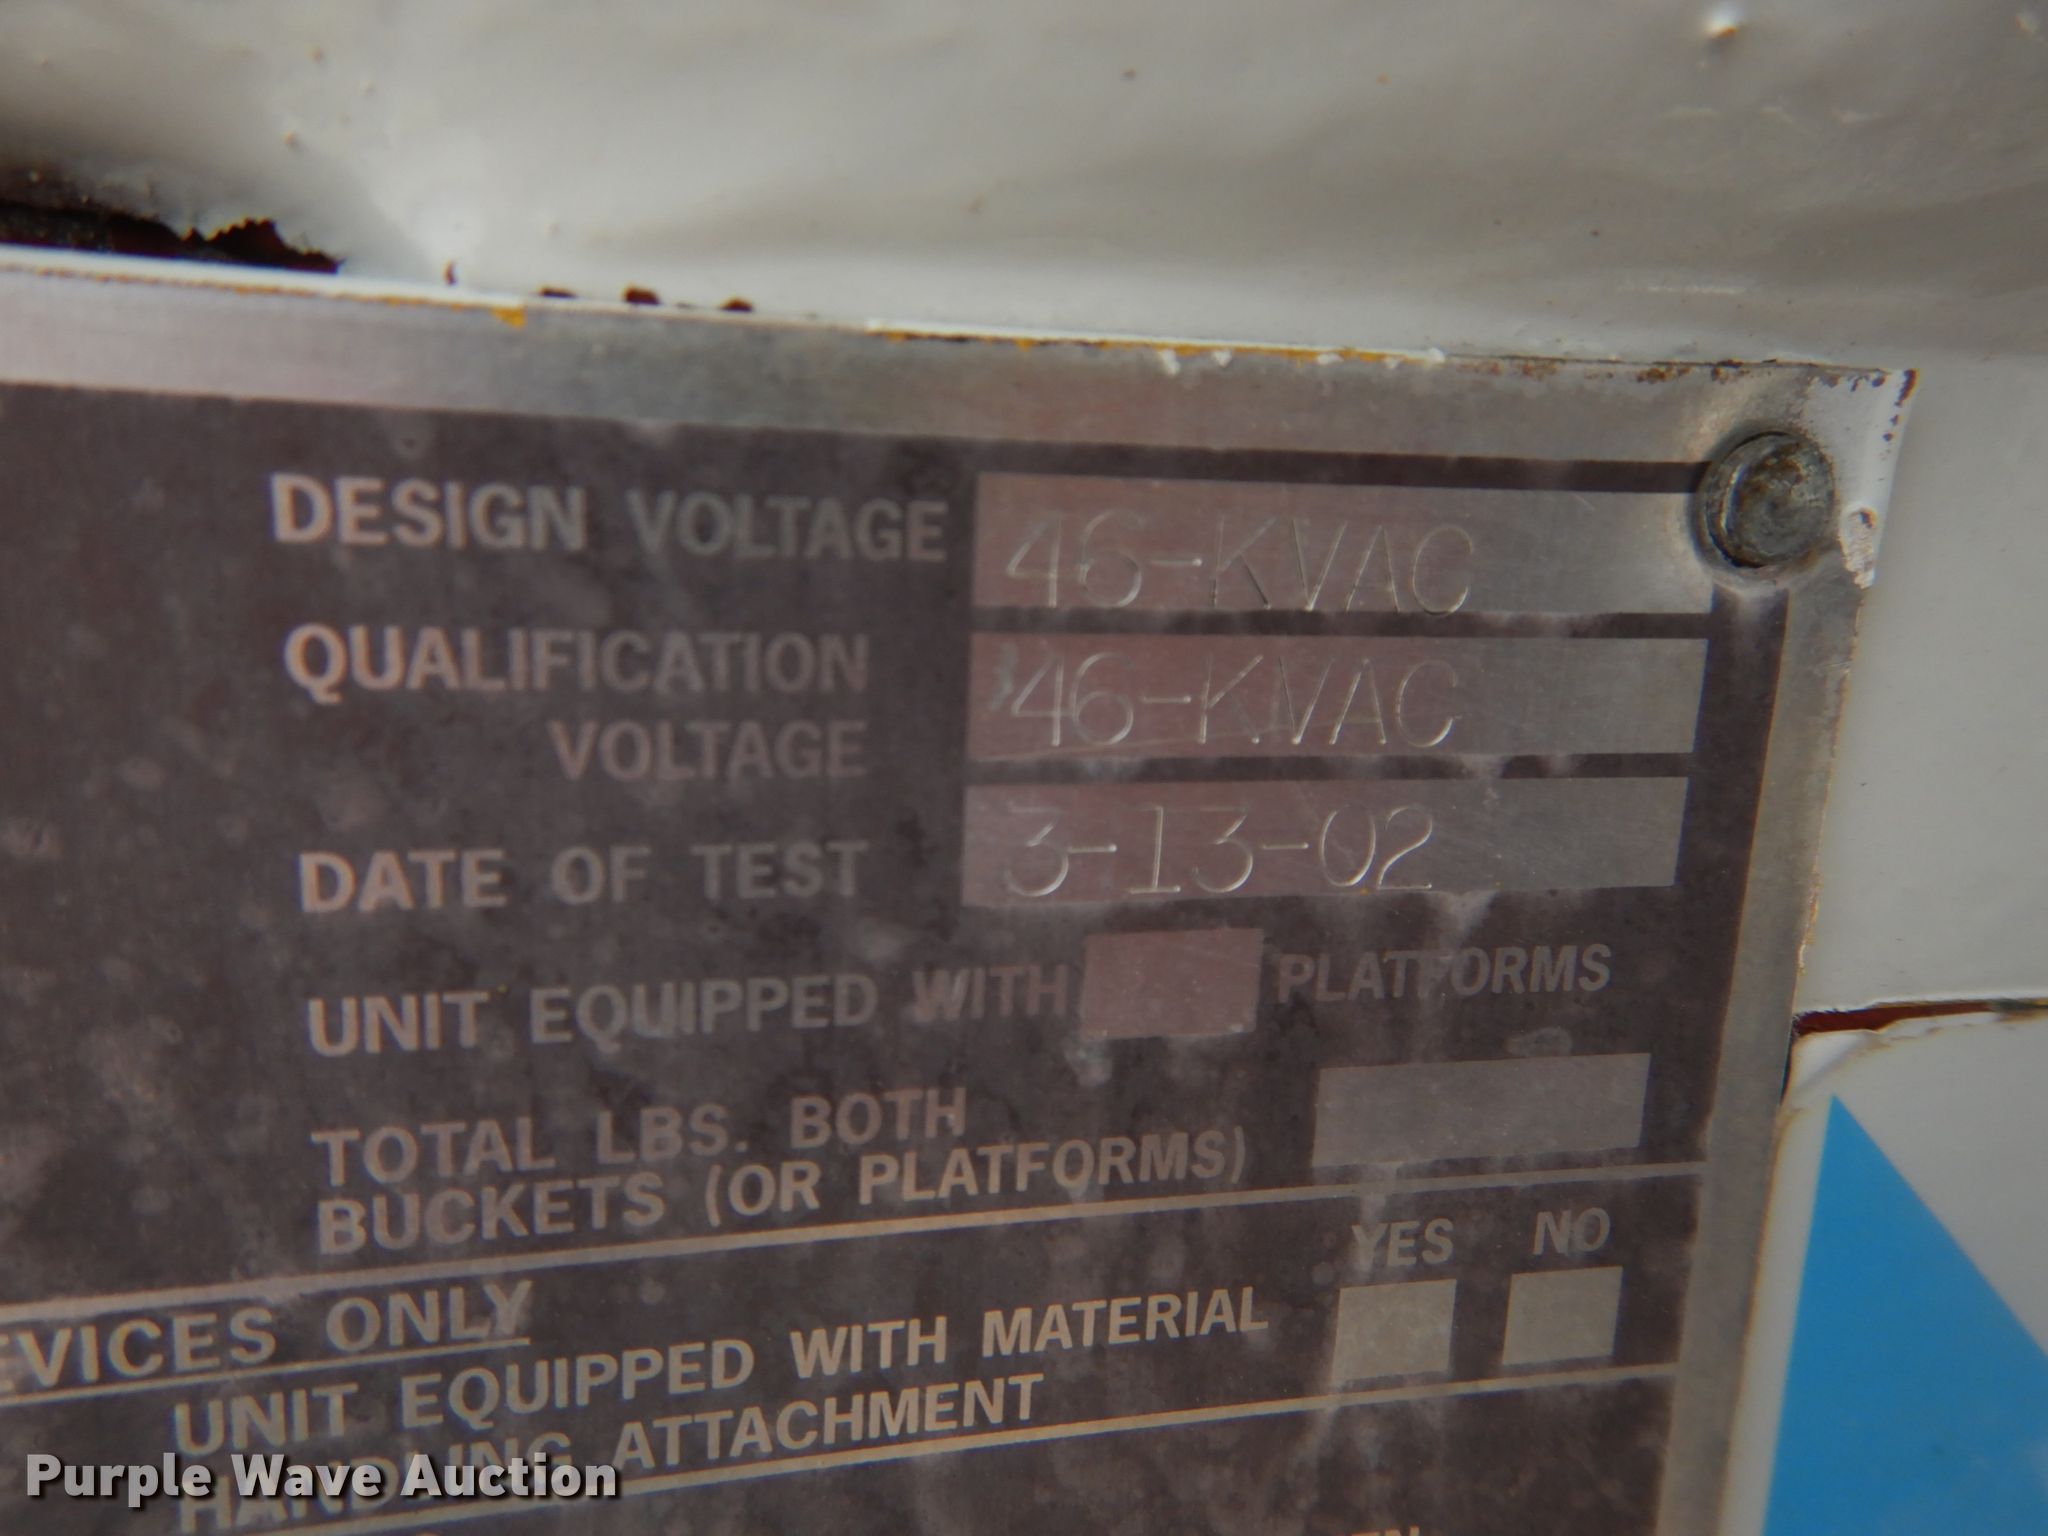 DESIGN VOLTAGE 46-KVAC
QUALIFICATION 46-KVAC
VOLTAGE
DATE OF TEST 3-13-02
UNIT EQUIPPED WITH PLATFORMS
TOTAL LBS. BOTH
BUCKETS (OR PLATFORMS)
YES NO
EVICES ONLY
UNIT EQUIPPED WITH MATERIAL
HANDLING ATTACHMENT
Purple Wave Auction